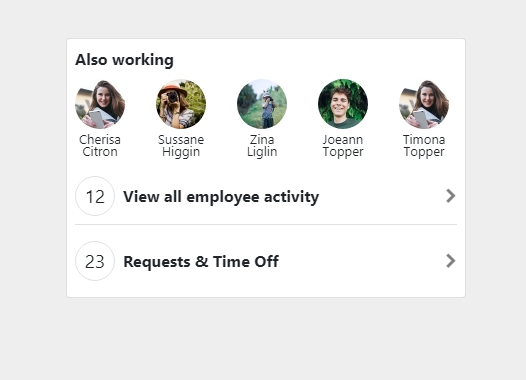 Also working
Cherisa Sussane Zina Joeann Timona
Citron Higgin Liglin Topper Topper
12 View all employee activity
23 Requests & Time Off